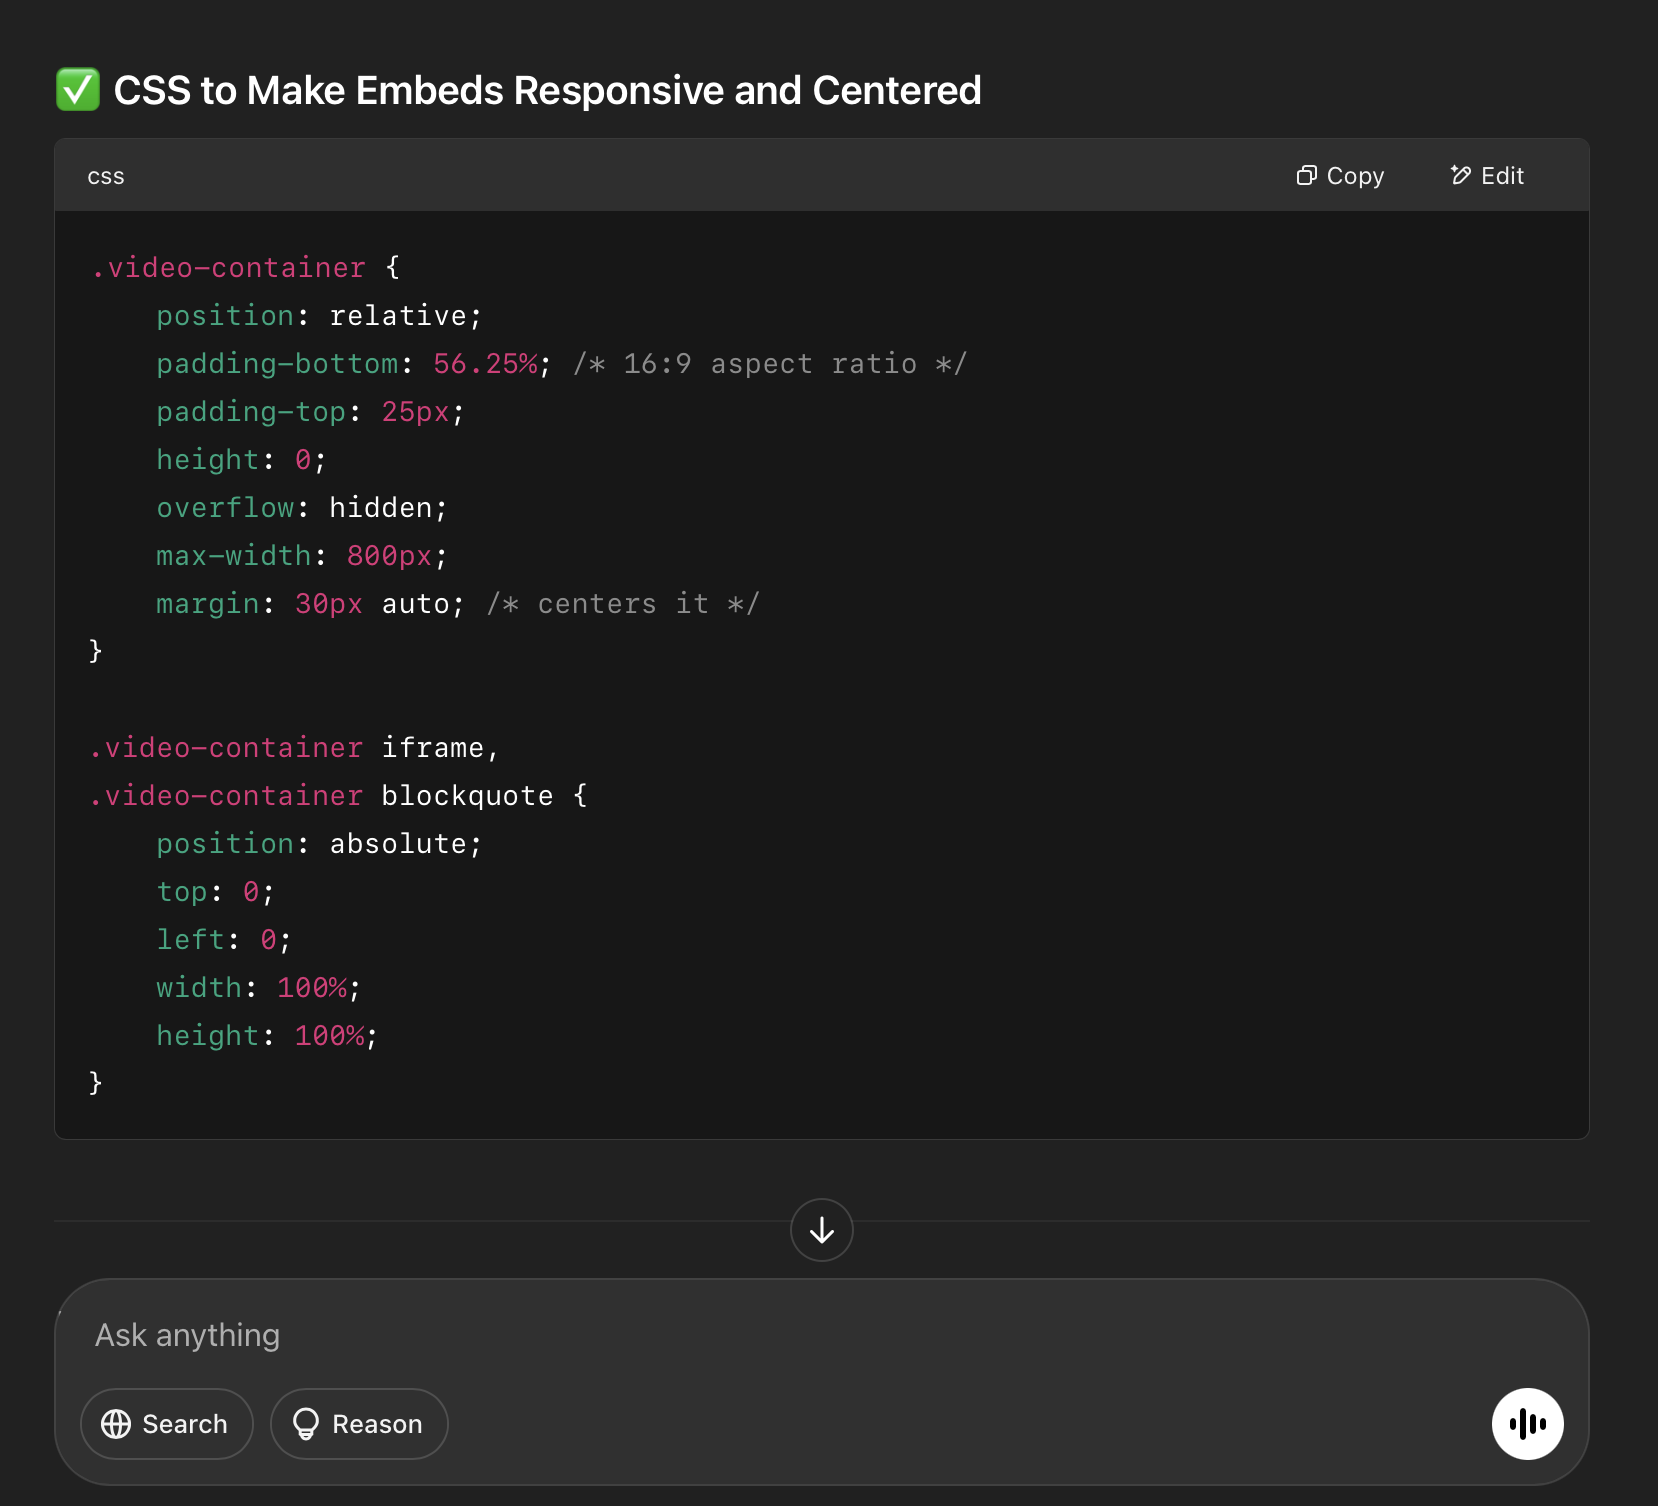 ✅ CSS to Make Embeds Responsive and Centered
css
Copy
Edit
.video-container {
    position: relative;
    padding-bottom: 56.25%; /* 16:9 aspect ratio */
    padding-top: 25px;
    height: 0;
    overflow: hidden;
    max-width: 800px;
    margin: 30px auto; /* centers it */
}

.video-container iframe,
.video-container blockquote {
    position: absolute;
    top: 0;
    left: 0;
    width: 100%;
    height: 100%;
}
Ask anything
Search
Reason